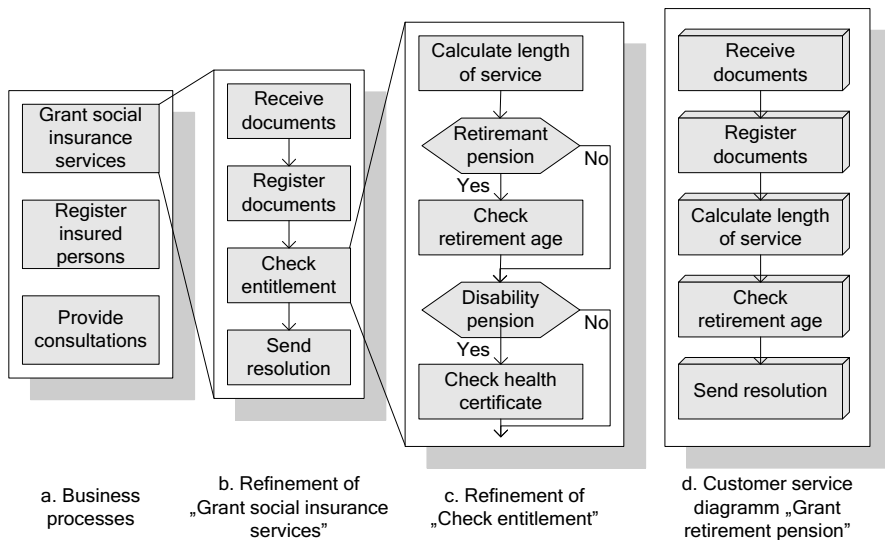 Grant social
insurance
services
Register
insured
persons
Provide
consultations
a. Business
processes
Receive
documents
Register
documents
Check
entitlement
Send
resolution
b. Refinement of
„Grant social insurance
services”
Calculate length
of service
Retirmant
pension
No
Yes
Check
retirement age
Disability
pension
No
Yes
Check health
certificate
c. Refinement of
„Check entitlement”
Receive
documents
Register
documents
Calculate length
of service
Check
retirement age
Send resolution
d. Customer service
diagramm „Grant
retirement pension”